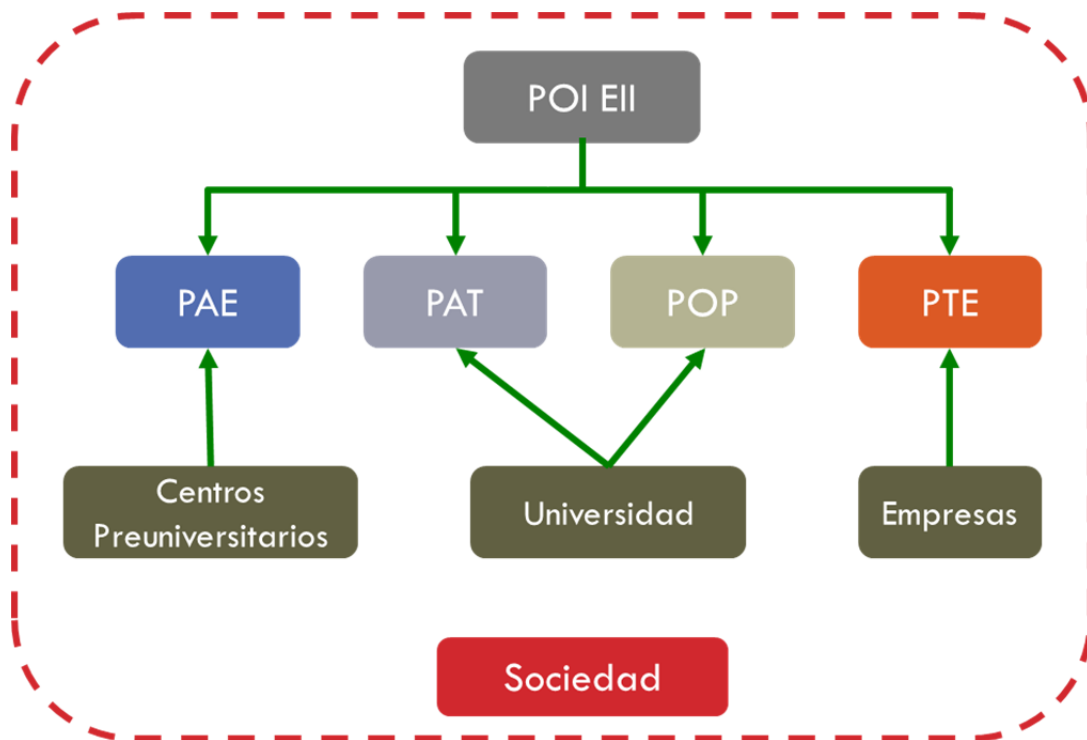 POI EII
PAE
PAT
POP
PTE
Centros
Preuniversitarios
Universidad
Empresas
Sociedad